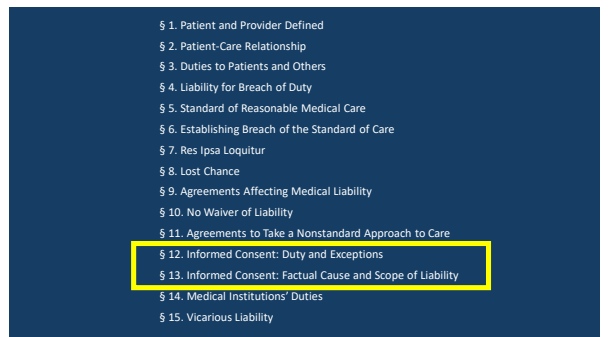 § 1. Patient and Provider Defined
§ 2. Patient-Care Relationship
§ 3. Duties to Patients and Others
§ 4. Liability for Breach of Duty
§ 5. Standard of Reasonable Medical Care
§ 6. Establishing Breach of the Standard of Care
§ 7. Res Ipsa Loquitur
§ 8. Lost Chance
§ 9. Agreements Affecting Medical Liability
§ 10. No Waiver of Liability
§ 11. Agreements to Take a Nonstandard Approach to Care
§ 12. Informed Consent: Duty and Exceptions
§ 13. Informed Consent: Factual Cause and Scope of Liability
§ 14. Medical Institutions’ Duties
§ 15. Vicarious Liability